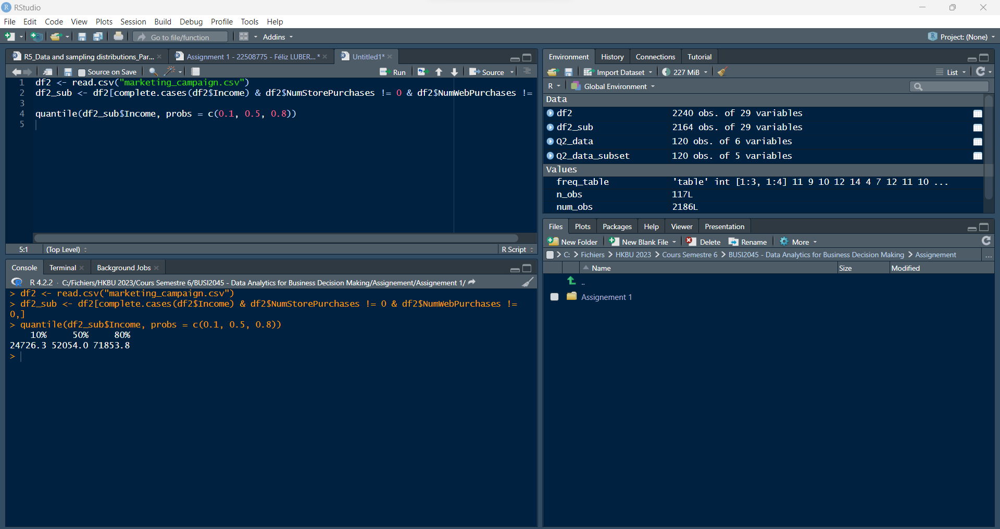 RStudio
File Edit Code View Plots Session Build Debug Profile Tools Help
Go to file/function Addins Project: (None)
R5_Data and sampling distributions_Par... Assignment 1 - 22508775 - Féliz LUBER...* Untitled1*
Source on Save Run Source
1 df2 <- read.csv("marketing_campaign.csv")
2 df2_sub <- df2[complete.cases(df2$Income) & df2$NumStorePurchases != 0 & df2$NumWebPurchases !=
3
4 quantile(df2_sub$Income, probs = c(0.1, 0.5, 0.8))
5
5:1 (Top Level) R Script
Console Terminal Background Jobs
R 4.2.2 · C:/Fichiers/HKBU 2023/Cours Semestre 6/BUSI2045 - Data Analytics for Business Decision Making/Assignement/Assignement 1/
> df2 <- read.csv("marketing_campaign.csv")
> df2_sub <- df2[complete.cases(df2$Income) & df2$NumStorePurchases != 0 & df2$NumWebPurchases !=
0,]
> quantile(df2_sub$Income, probs = c(0.1, 0.5, 0.8))
10% 50% 80%
24726.3 52054.0 71853.8
>
Environment History Connections Tutorial
Import Dataset 227 MiB List
R Global Environment
Data
df2 2240 obs. of 29 variables
df2_sub 2164 obs. of 29 variables
Q2_data 120 obs. of 6 variables
Q2_data_subset 120 obs. of 5 variables
Values
freq_table 'table' int [1:3, 1:4] 11 9 10 12 14 4 7 12 11 10 ...
n_obs 117L
num_obs 2186L
Files Plots Packages Help Viewer Presentation
New Folder New Blank File Delete Rename More
C: > Fichiers > HKBU 2023 > Cours Semestre 6 > BUSI2045 - Data Analytics for Business Decision Making > Assignement ...
Name Size Modified
..
Assignement 1